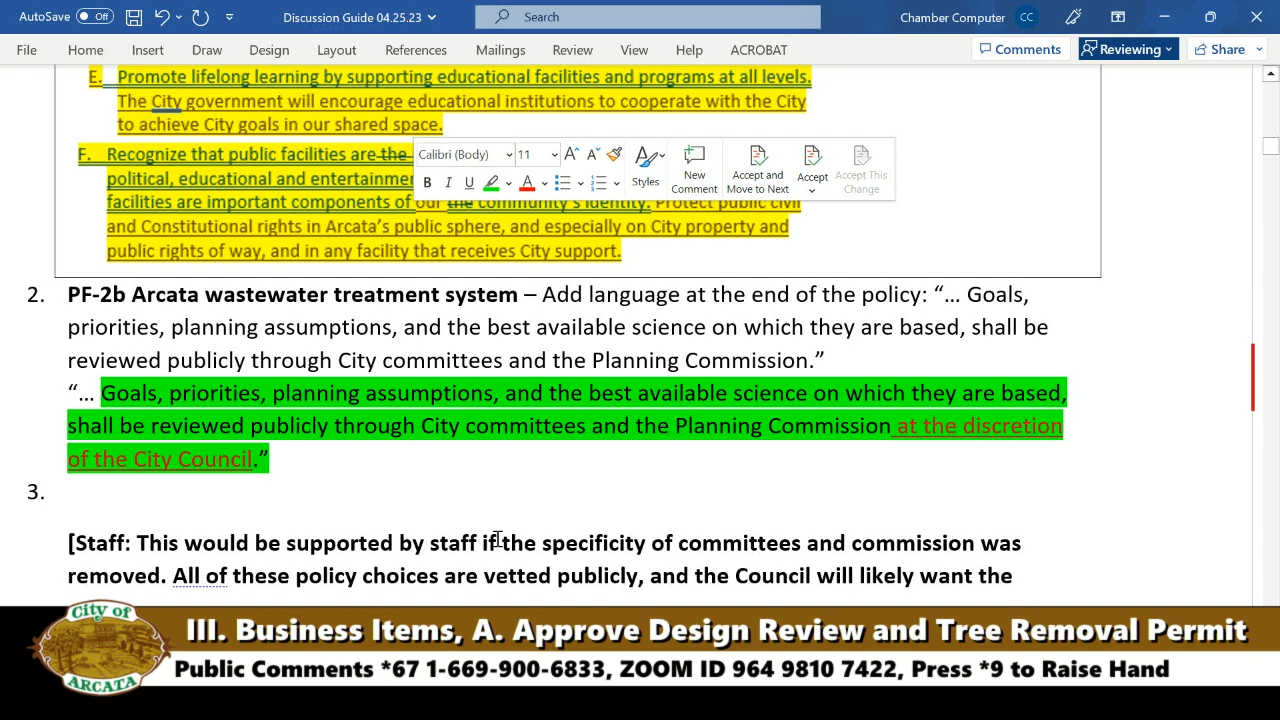 AutoSave Off Discussion Guide 04.25.23 Search Chamber Computer CC
File Home Insert Draw Design Layout References Mailings Review View Help ACROBAT Comments Reviewing Share
E. Promote lifelong learning by supporting educational facilities and programs at all levels.
The City government will encourage educational institutions to cooperate with the City
to achieve City goals in our shared space.
F. Recognize that public facilities are the
political, educational and entertainment
facilities are important components of our the community's identity. Protect public civil
and Constitutional rights in Arcata's public sphere, and especially on City property and
public rights of way, and in any facility that receives City support.
Calibri (Body) 11
B I U A Styles New Comment Accept and Move to Next Accept Accept This Change
2. PF-2b Arcata wastewater treatment system – Add language at the end of the policy: “... Goals,
priorities, planning assumptions, and the best available science on which they are based, shall be
reviewed publicly through City committees and the Planning Commission.”
“... Goals, priorities, planning assumptions, and the best available science on which they are based,
shall be reviewed publicly through City committees and the Planning Commission at the discretion
of the City Council.”
3.
[Staff: This would be supported by staff if the specificity of committees and commission was
removed. All of these policy choices are vetted publicly, and the Council will likely want the
City of
ARCATA
III. Business Items, A. Approve Design Review and Tree Removal Permit
Public Comments *67 1-669-900-6833, ZOOM ID 964 9810 7422, Press *9 to Raise Hand